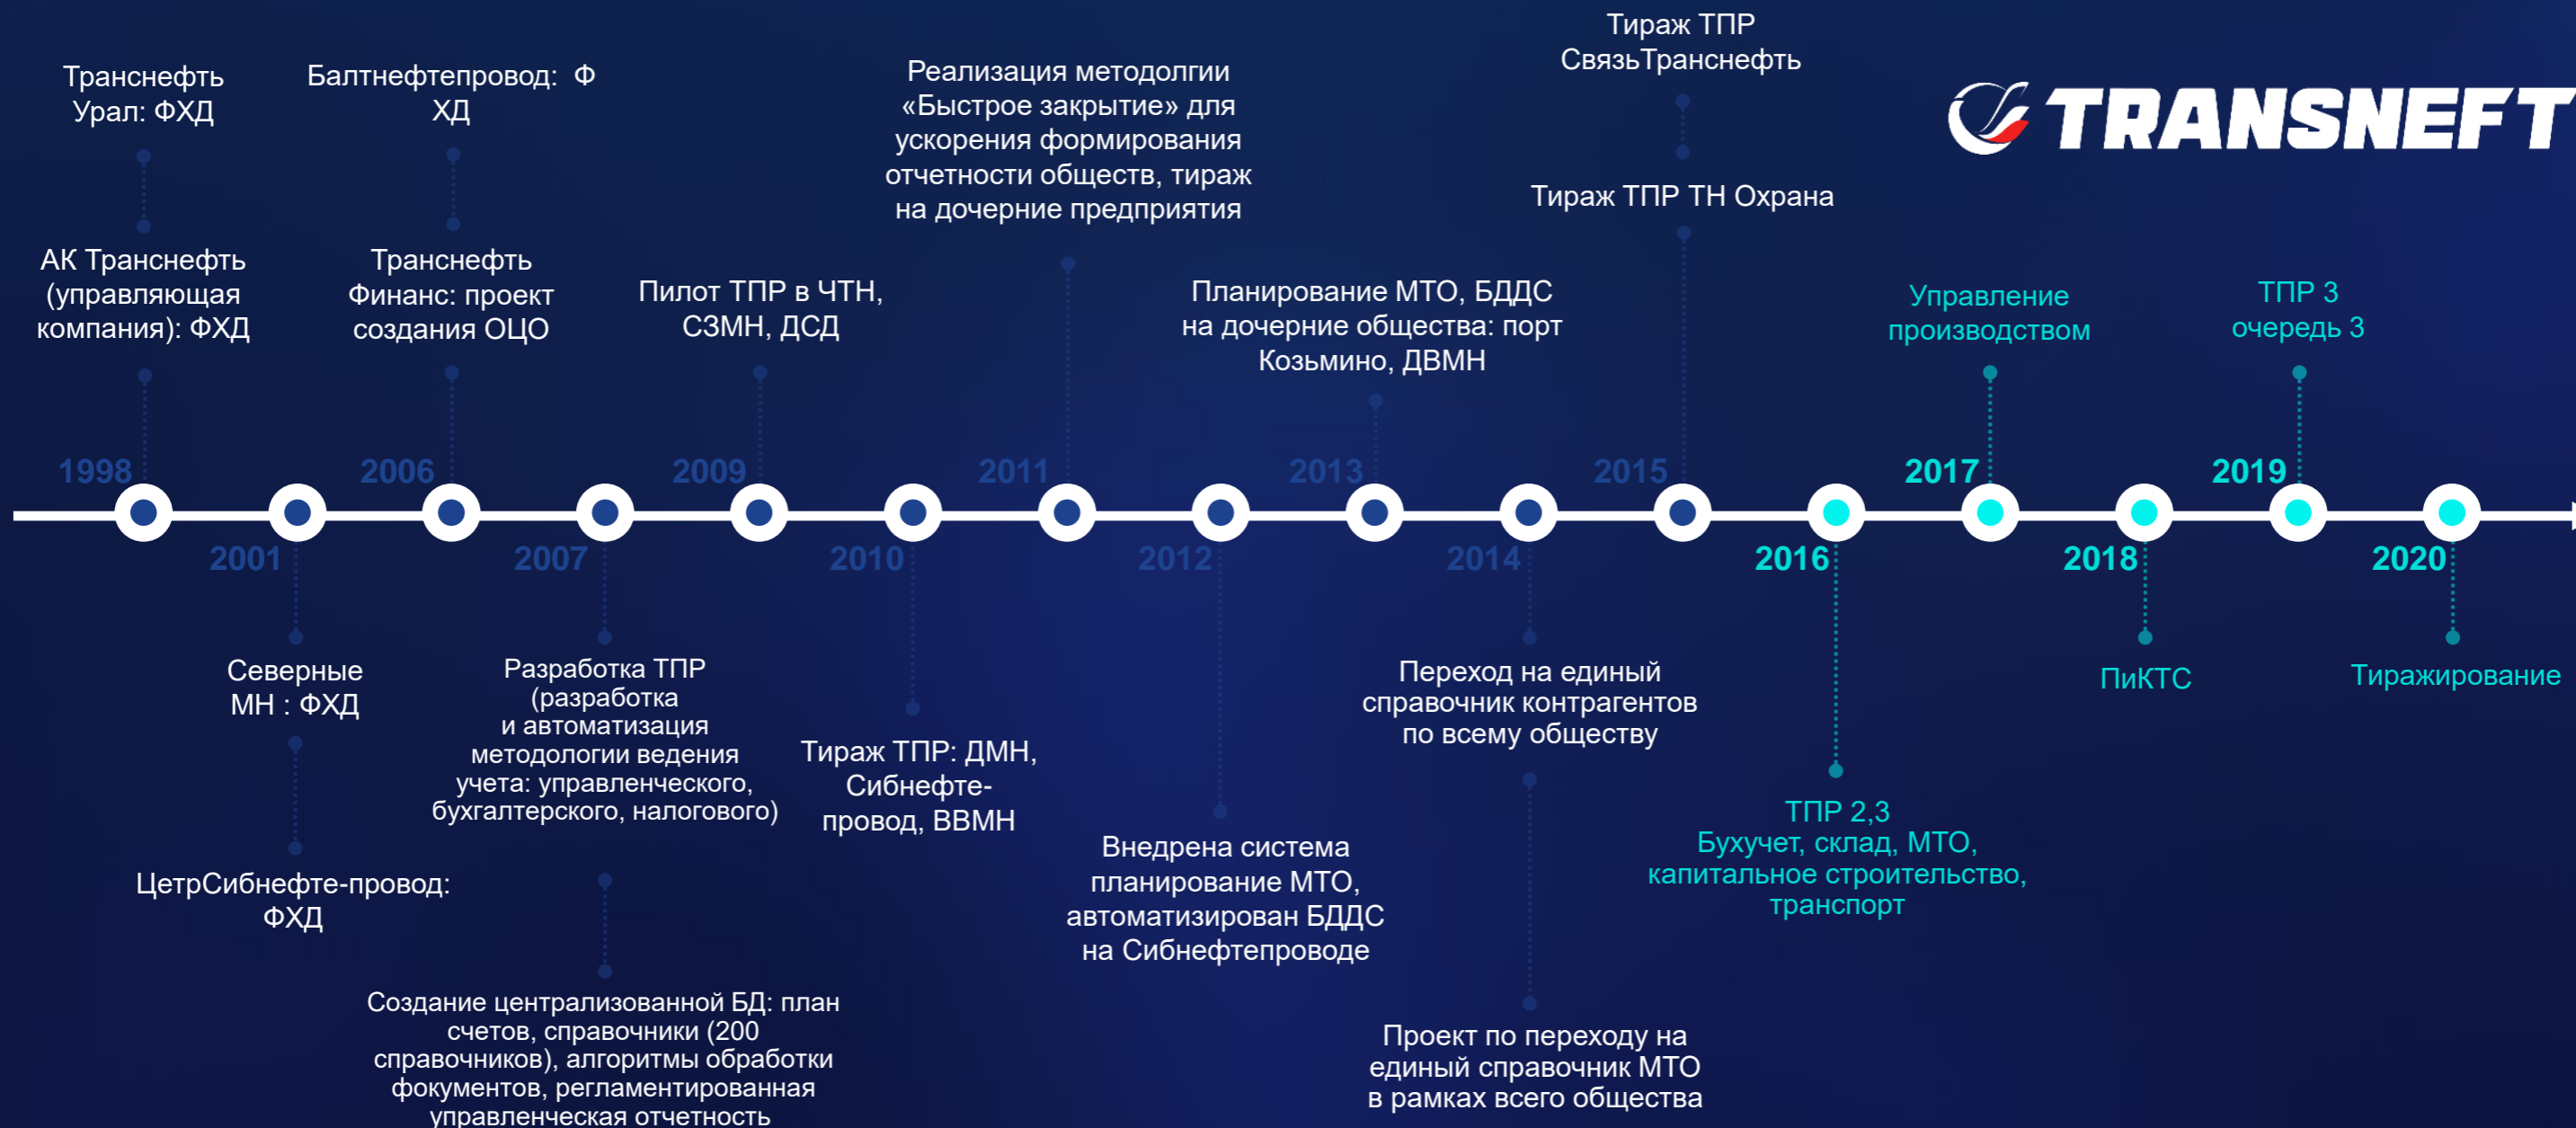 Транснефть
Урал: ФХД
АК Транснефть
(управляющая
компания): ФХД
1998
2001
Северные
МН : ФХД
ЦетрСибнефте-провод:
ФХД
Балтнефтепровод: Ф
ХД
Транснефть
Финанс: проект
создания ОЦО
2006
2007
Разработка ТПР
(разработка
и автоматизация
методологии ведения
учета: управленческого,
бухгалтерского, налогового)
Создание централизованной БД: план
счетов, справочники (200
справочников), алгоритмы обработки
фокументов, регламентированная
управленческая отчетность
Пилот ТПР в ЧТН,
СЗМН, ДСД
2009
2010
Тираж ТПР: ДМН,
Сибнефте-
провод, ВВМН
Реализация методолгии
«Быстрое закрытие» для
ускорения формирования
отчетности обществ, тираж
на дочерние предприятия
2011
2012
Внедрена система
планирование МТО,
автоматизирован БДДС
на Сибнефтепроводе
Планирование МТО, БДДС
на дочерние общества: порт
Козьмино, ДВМН
2013
2014
Переход на единый
справочник контрагентов
по всему обществу
Проект по переходу на
единый справочник МТО
в рамках всего общества
Тираж ТПР
СвязьТранснефть
Тираж ТПР ТН Охрана
2015
2016
ТПР 2,3
Бухучет, склад, МТО,
капитальное строительство,
транспорт
TRANSNEFT
Управление
производством
2017
2018
ПиКТС
ТПР 3
очередь 3
2019
2020
Тиражирование